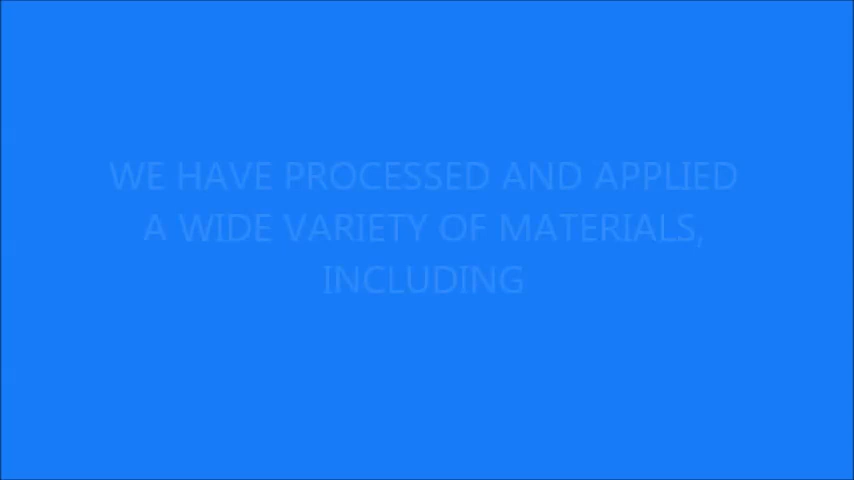 WE HAVE PROCESSED AND APPLIED
A WIDE VARIETY OF MATERIALS,
INCLUDING